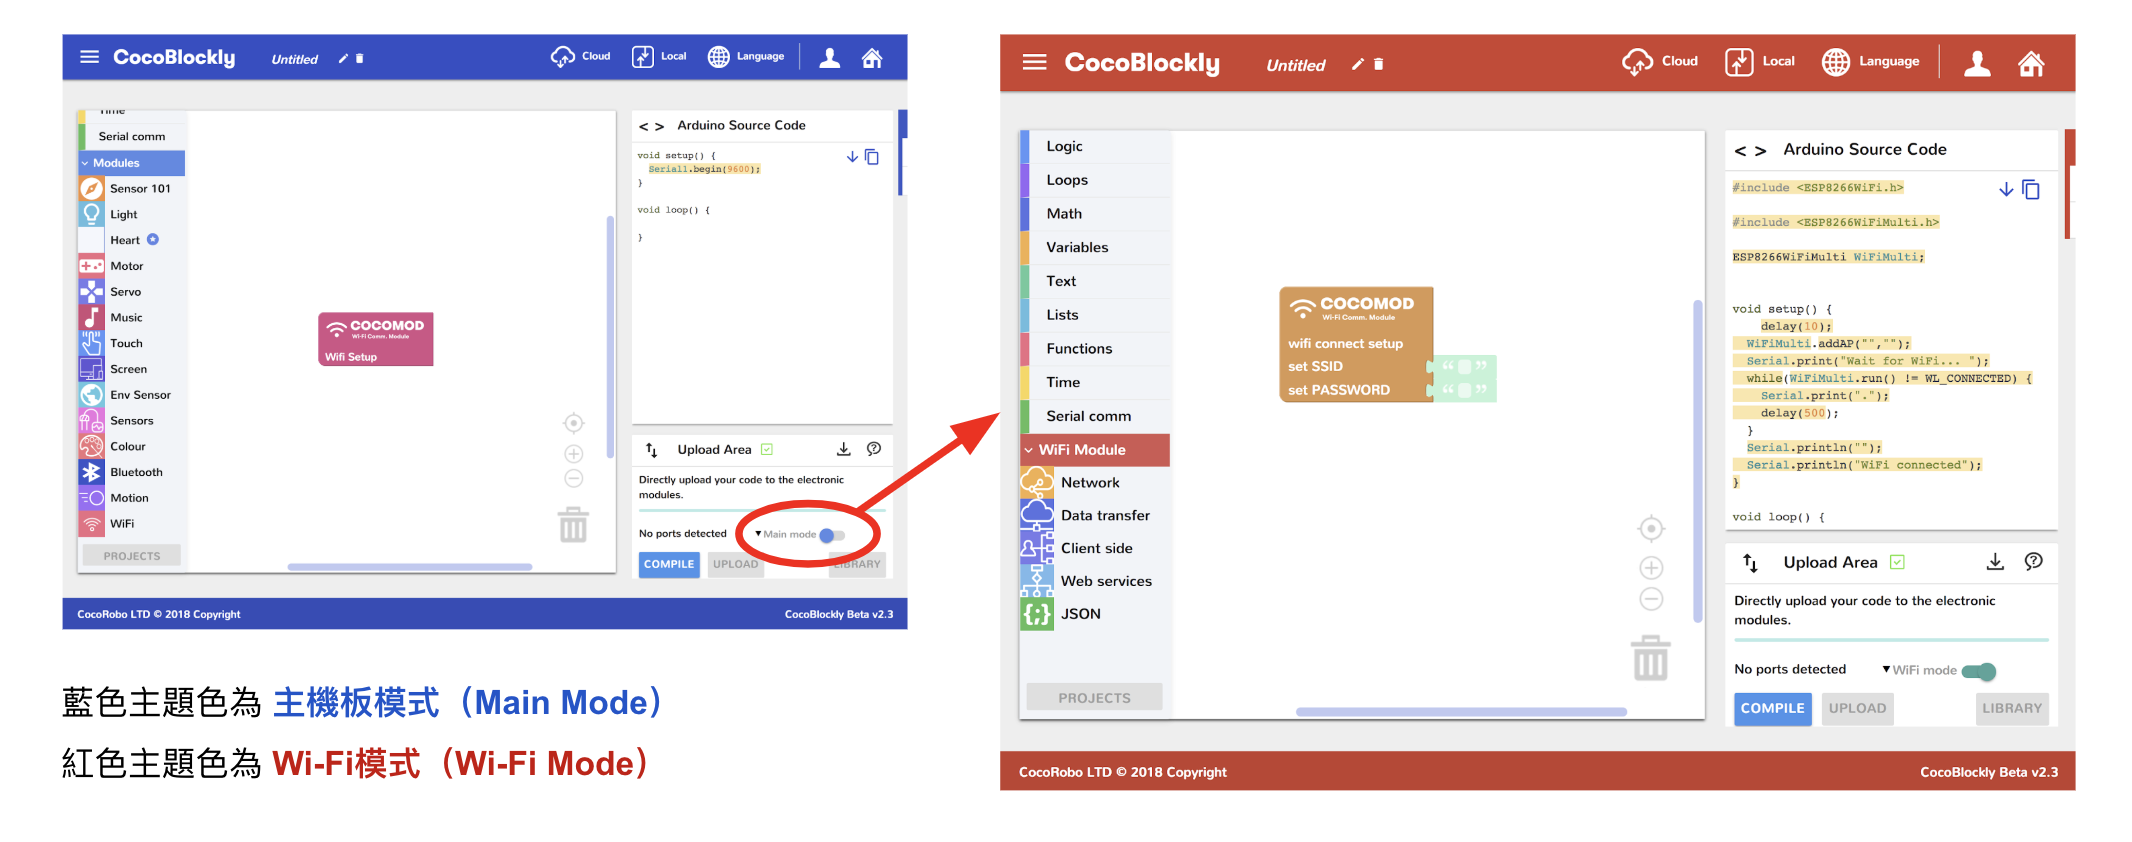 CocoBlockly
Untitled
Cloud
Local
Language
Time
Serial comm
Modules
Sensor 101
Light
Heart
Motor
Servo
Music
Touch
Screen
Env Sensor
Sensors
Colour
Bluetooth
Motion
WiFi
PROJECTS
COCOMOD
Wi-Fi Comm. Module
Wifi Setup
< > Arduino Source Code
void setup() {
Serial1.begin(9600);
}
void loop() {
}
Upload Area
Directly upload your code to the electronic
modules.
No ports detected
Main mode
COMPILE
UPLOAD
LIBRARY
CocoRobo LTD © 2018 Copyright
CocoBlockly Beta v2.3
藍色主題色為 主機板模式（Main Mode）
紅色主題色為 Wi-Fi模式（Wi-Fi Mode）
CocoBlockly
Untitled
Cloud
Local
Language
Logic
Loops
Math
Variables
Text
Lists
Functions
Time
Serial comm
WiFi Module
Network
Data transfer
Client side
Web services
{;} JSON
PROJECTS
COCOMOD
Wi-Fi Comm. Module
wifi connect setup
set SSID “ ”
set PASSWORD “ ”
< > Arduino Source Code
#include <ESP8266WiFi.h>
#include <ESP8266WiFiMulti.h>
ESP8266WiFiMulti WiFiMulti;
void setup() {
delay(10);
WiFiMulti.addAP("","");
Serial.print("Wait for WiFi... ");
while(WiFiMulti.run() != WL_CONNECTED) {
Serial.print(".");
delay(500);
}
Serial.println("");
Serial.println("WiFi connected");
}
void loop() {
Upload Area
Directly upload your code to the electronic
modules.
No ports detected
WiFi mode
COMPILE
UPLOAD
LIBRARY
CocoRobo LTD © 2018 Copyright
CocoBlockly Beta v2.3